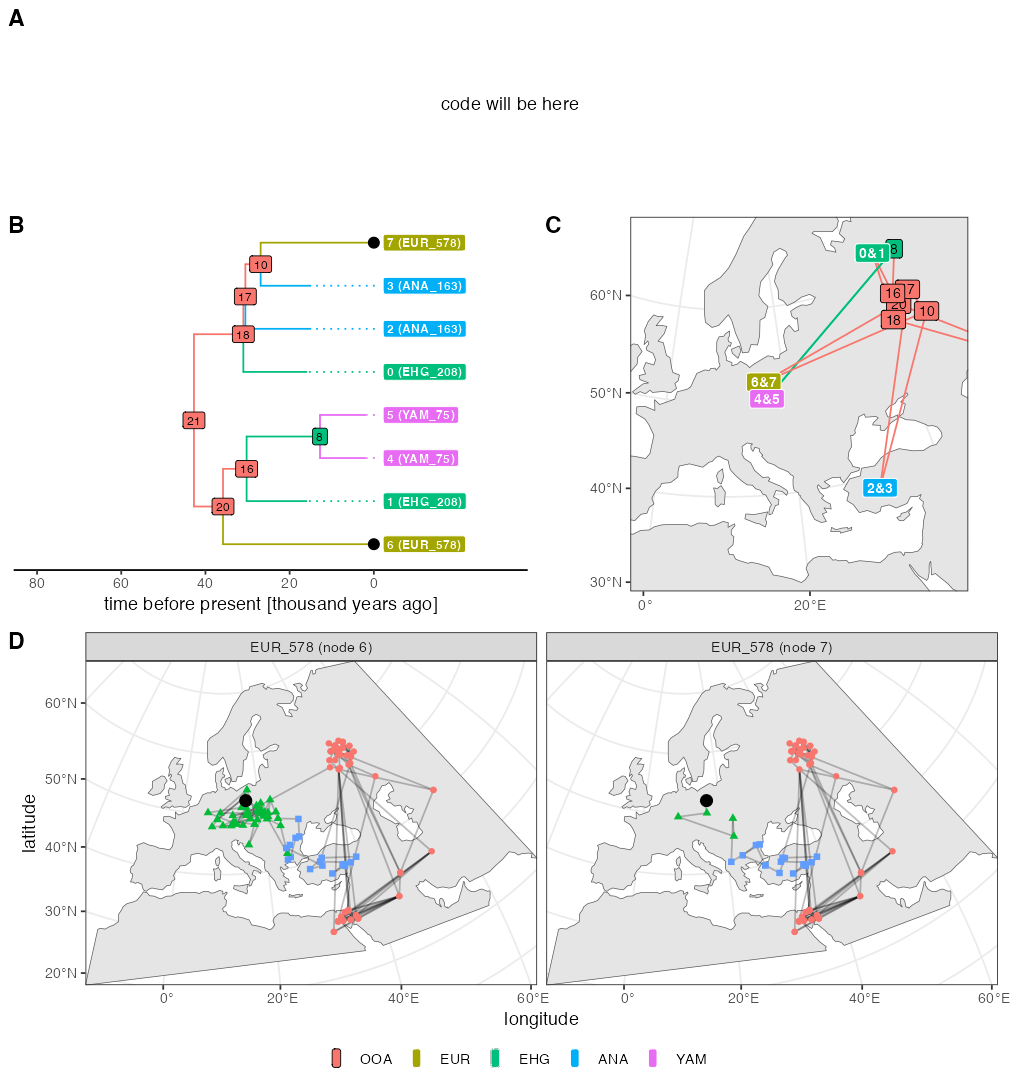 A
code will be here
B
7 (EUR_578)
10
3 (ANA_163)
17
2 (ANA_163)
18
0 (EHG_208)
5 (YAM_75)
21
8
4 (YAM_75)
16
1 (EHG_208)
20
6 (EUR_578)
80 60 40 20 0
time before present [thousand years ago]
C
0&1 8
60°N
16 17
20 10
18
6&7
50°N
4&5
40°N
2&3
30°N
0° 20°E
D
EUR_578 (node 6) EUR_578 (node 7)
60°N
50°N
40°N
30°N
20°N
latitude
0° 20°E 40°E 60°E 0° 20°E 40°E 60°E
longitude
OOA EUR EHG ANA YAM